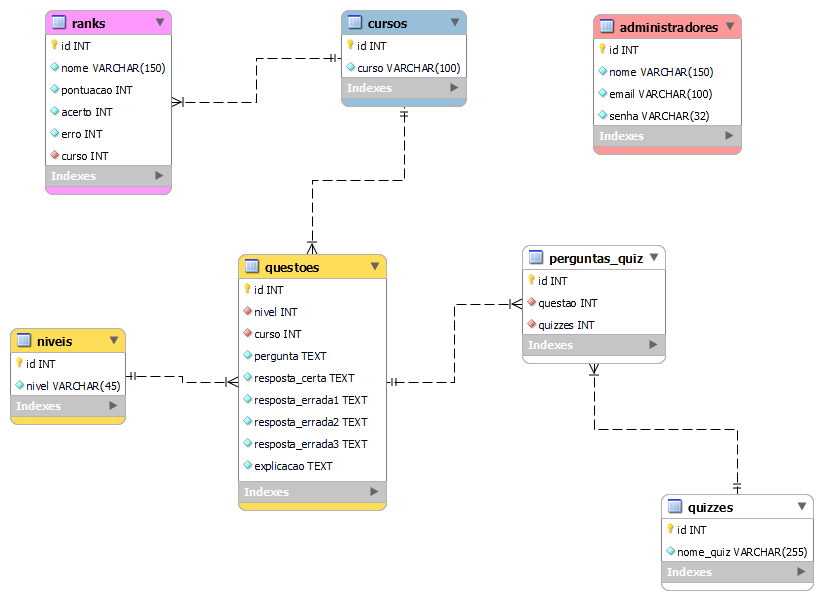 ranks
id INT
nome VARCHAR(150)
pontuacao INT
acerto INT
erro INT
curso INT
Indexes
cursos
id INT
curso VARCHAR(100)
Indexes
administradores
id INT
nome VARCHAR(150)
email VARCHAR(100)
senha VARCHAR(32)
Indexes
questoes
id INT
nivel INT
curso INT
pergunta TEXT
resposta_certa TEXT
resposta_errada1 TEXT
resposta_errada2 TEXT
resposta_errada3 TEXT
explicacao TEXT
Indexes
perguntas_quiz
id INT
questao INT
quizzes INT
Indexes
niveis
id INT
nivel VARCHAR(45)
Indexes
quizzes
id INT
nome_quiz VARCHAR(255)
Indexes